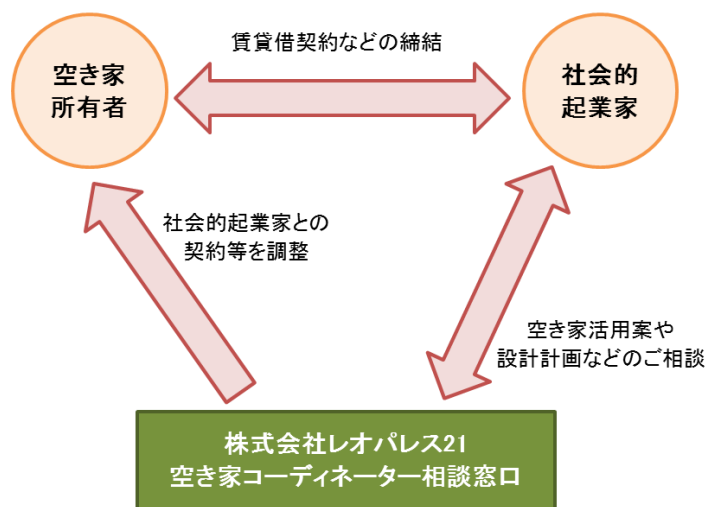 賃貸借契約などの締結
空き家
所有者
社会的
起業家
社会的起業家との
契約等を調整
空き家活用案や
設計計画などのご相談
株式会社レオパレス21
空き家コーディネーター相談窓口